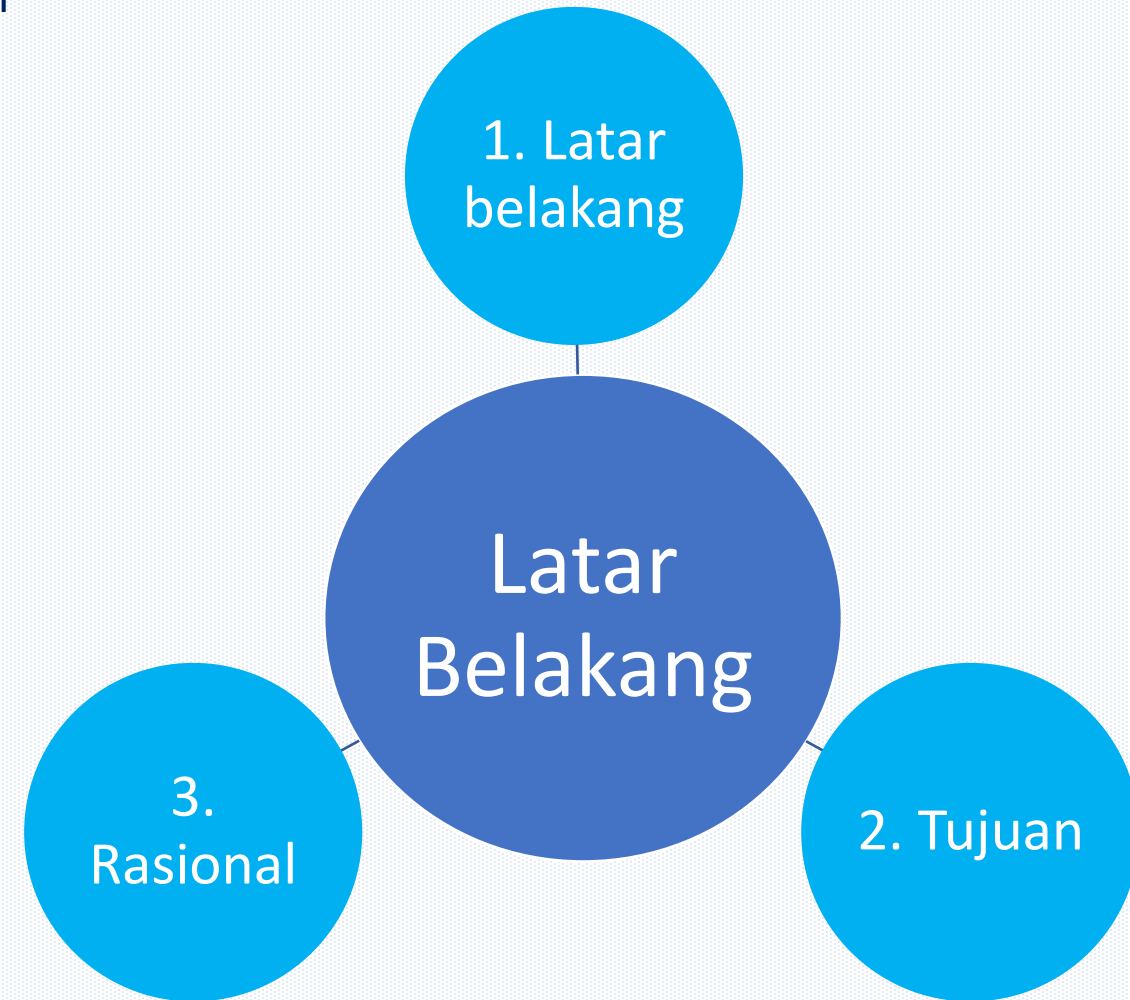 1. Latar
belakang
Latar
Belakang
3.
Rasional
2. Tujuan